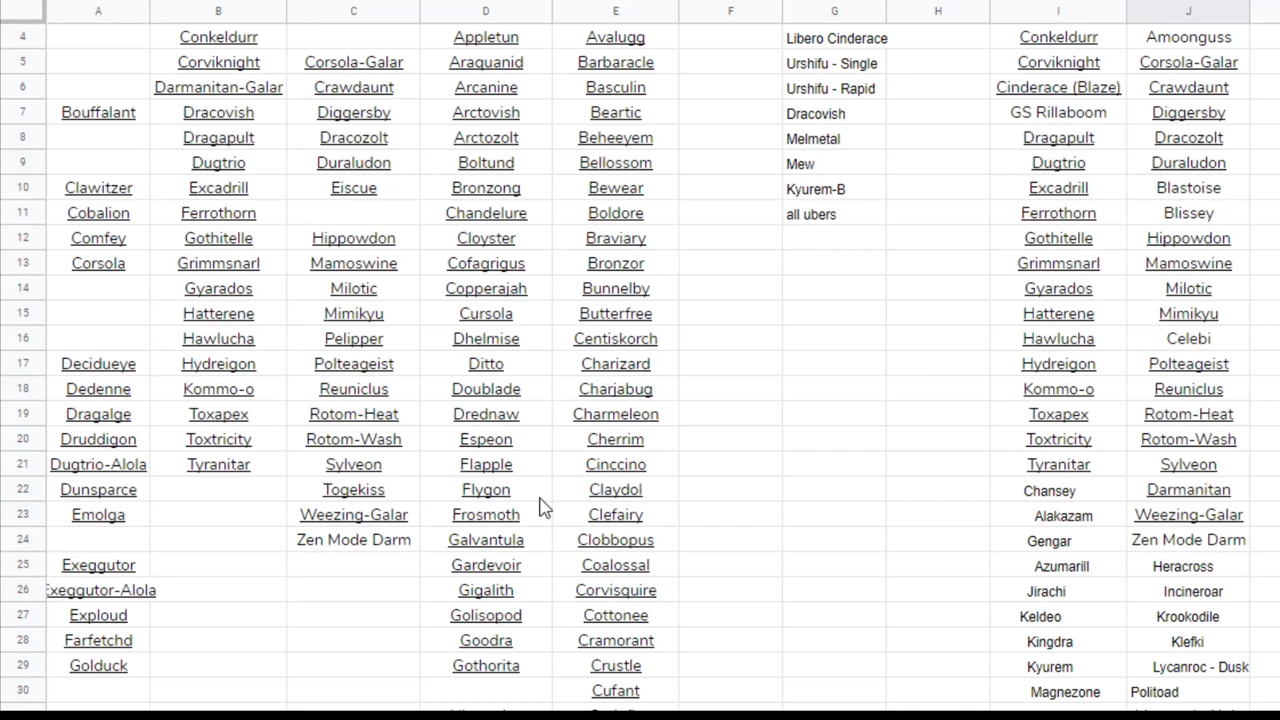 A B C D E F G H I J
4 Conkeldurr Appletun Avalugg Libero Cinderace Conkeldurr Amoonguss
5 Corviknight Corsola-Galar Araquanid Barbaracle Urshifu - Single Corviknight Corsola-Galar
6 Darmanitan-Galar Crawdaunt Arcanine Basculin Urshifu - Rapid Cinderace (Blaze) Crawdaunt
7 Bouffalant Dracovish Diggersby Arctovish Beartic Dracovish GS Rillaboom Diggersby
8 Dragapult Dracozolt Arctozolt Beheeyem Melmetal Dragapult Dracozolt
9 Dugtrio Duraludon Boltund Bellossom Mew Dugtrio Duraludon
10 Clawitzer Excadrill Eiscue Bronzong Bewear Kyurem-B Excadrill Blastoise
11 Cobalion Ferrothorn Chandelure Boldore all ubers Ferrothorn Blissey
12 Comfey Gothitelle Hippowdon Cloyster Braviary Gothitelle Hippowdon
13 Corsola Grimmsnarl Mamoswine Cofagrigus Bronzor Grimmsnarl Mamoswine
14 Gyarados Milotic Copperajah Bunnelby Gyarados Milotic
15 Hatterene Mimikyu Cursola Butterfree Hatterene Mimikyu
16 Hawlucha Pelipper Dhelmise Centiskorch Hawlucha Celebi
17 Decidueye Hydreigon Polteageist Ditto Charizard Hydreigon Polteageist
18 Dedenne Kommo-o Reuniclus Doublade Charjabug Kommo-o Reuniclus
19 Dragalge Toxapex Rotom-Heat Drednaw Charmeleon Toxapex Rotom-Heat
20 Druddigon Toxtricity Rotom-Wash Espeon Cherrim Toxtricity Rotom-Wash
21 Dugtrio-Alola Tyranitar Sylveon Flapple Cinccino Tyranitar Sylveon
22 Dunsparce Togekiss Flygon Claydol Chansey Darmanitan
23 Emolga Weezing-Galar Frosmoth Clefairy Alakazam Weezing-Galar
24 Zen Mode Darm Galvantula Clobbopus Gengar Zen Mode Darm
25 Exeggutor Gardevoir Coalossal Azumarill Heracross
26 Exeggutor-Alola Gigalith Corvisquire Jirachi Incineroar
27 Exploud Golisopod Cottonee Keldeo Krookodile
28 Farfetchd Goodra Cramorant Kingdra Klefki
29 Golduck Gothorita Crustle Kyurem Lycanroc - Dusk
30 Cufant Magnezone Politoad